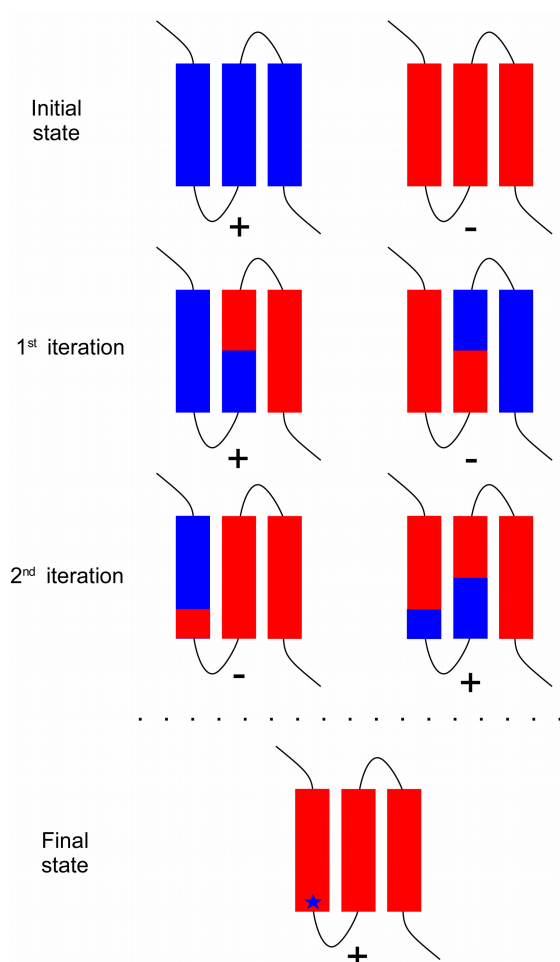 Initial
state
+ -
1st iteration
+ -
2nd iteration
- +
Final
state
+